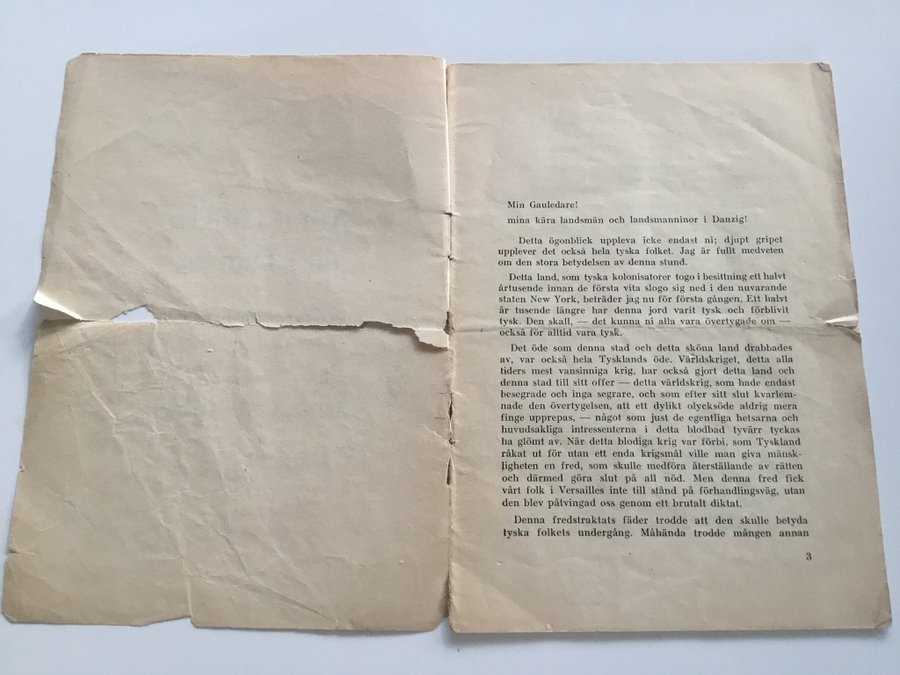 Min Gauledare!
mina kära landsmän och landsmanninor i Danzig!
Detta ögonblick uppleva icke endast ni; djupt gripet
upplever det också hela tyska folket. Jag är fullt medveten
om den stora betydelsen av denna stund.
Detta land, som tyska kolonisatorer togo i besittning ett halvt
årtusende innan de första vita slogo sig ned i den nuvarande
staten New York, beträder jag nu för första gången. Ett halvt
år tusende längre har denna jord varit tysk och förblivit
tysk. Den skall, — det kunna ni alla vara övertygade om —
också för alltid vara tysk.
Det öde som denna stad och detta sköna land drabbades
av, var också hela Tysklands öde. Världskriget, detta alla
tiders mest vansinniga krig, har också gjort detta land och
denna stad till sitt offer — detta världskrig, som hade endast
besegrade och inga segrare, och som efter sitt slut kvarlem-
nade den övertygelsen, att ett dylikt olycksöde aldrig mera
finge upprepas, — något som just de egentliga hetsarna och
huvudsakliga intressenterna i detta blodbad tyvärr tyckas
ha glömt av. När detta blodiga krig var förbi, som Tyskland
råkat ut för utan ett enda krigsmål ville man giva mänsk-
ligheten en fred, som skulle medföra återställande av rätten
och därmed göra slut på all nöd. Men denna fred fick
vårt folk i Versailles inte till stånd på förhandlingsväg, utan
den blev påtvingad oss genom ett brutalt diktat.
Denna fredstraktats fäder trodde att den skulle betyda
tyska folkets undergång. Måhända trodde mången annan
3